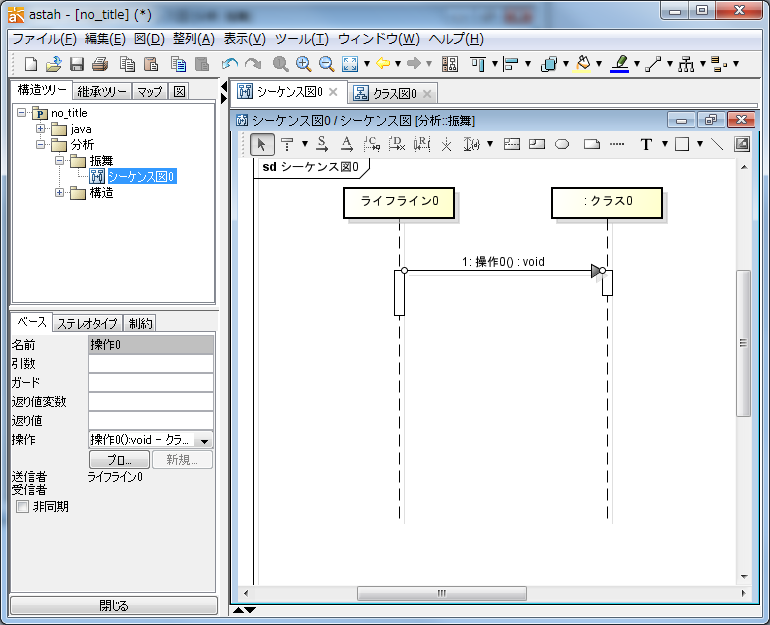 astah - [no_title] (*)
ファイル(F) 編集(E) 図(D) 整列(A) 表示(V) ツール(T) ウィンドウ(W) ヘルプ(H)
構造ツリー 継承ツリー マップ 図
no_title
java
分析
振舞
シーケンス図0
構造
ベース ステレオタイプ 制約
名前 操作0
引数
ガード
返り値変数
返り値
操作 操作0():void - クラ...
プロ... 新規...
送信者 ライフライン0
受信者
非同期
閉じる
シーケンス図0 クラス図0
シーケンス図0 / シーケンス図 [分析::振舞]
sd シーケンス図0
ライフライン0 : クラス0
1: 操作0() : void